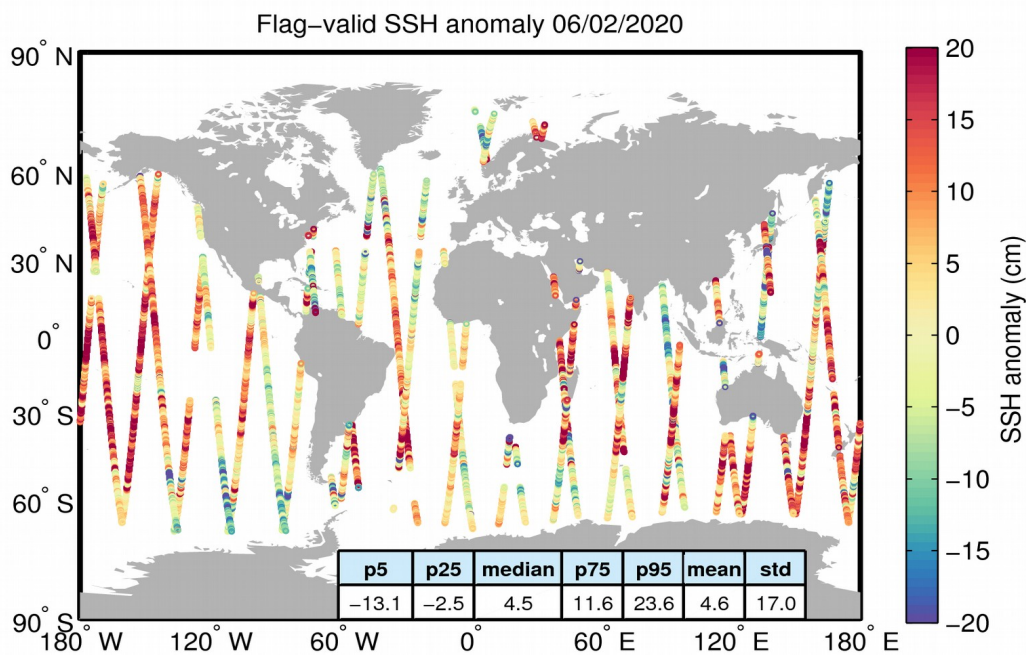 Flag−valid SSH anomaly 06/02/2020
90° N
60° N
30° N
0°
30° S
60° S
90° S
180° W
120° W
60° W
0°
60° E
120° E
180° E
p5 p25 median p75 p95 mean std
−13.1 −2.5 4.5 11.6 23.6 4.6 17.0
20
15
10
5
0
−5
−10
−15
−20
SSH anomaly (cm)